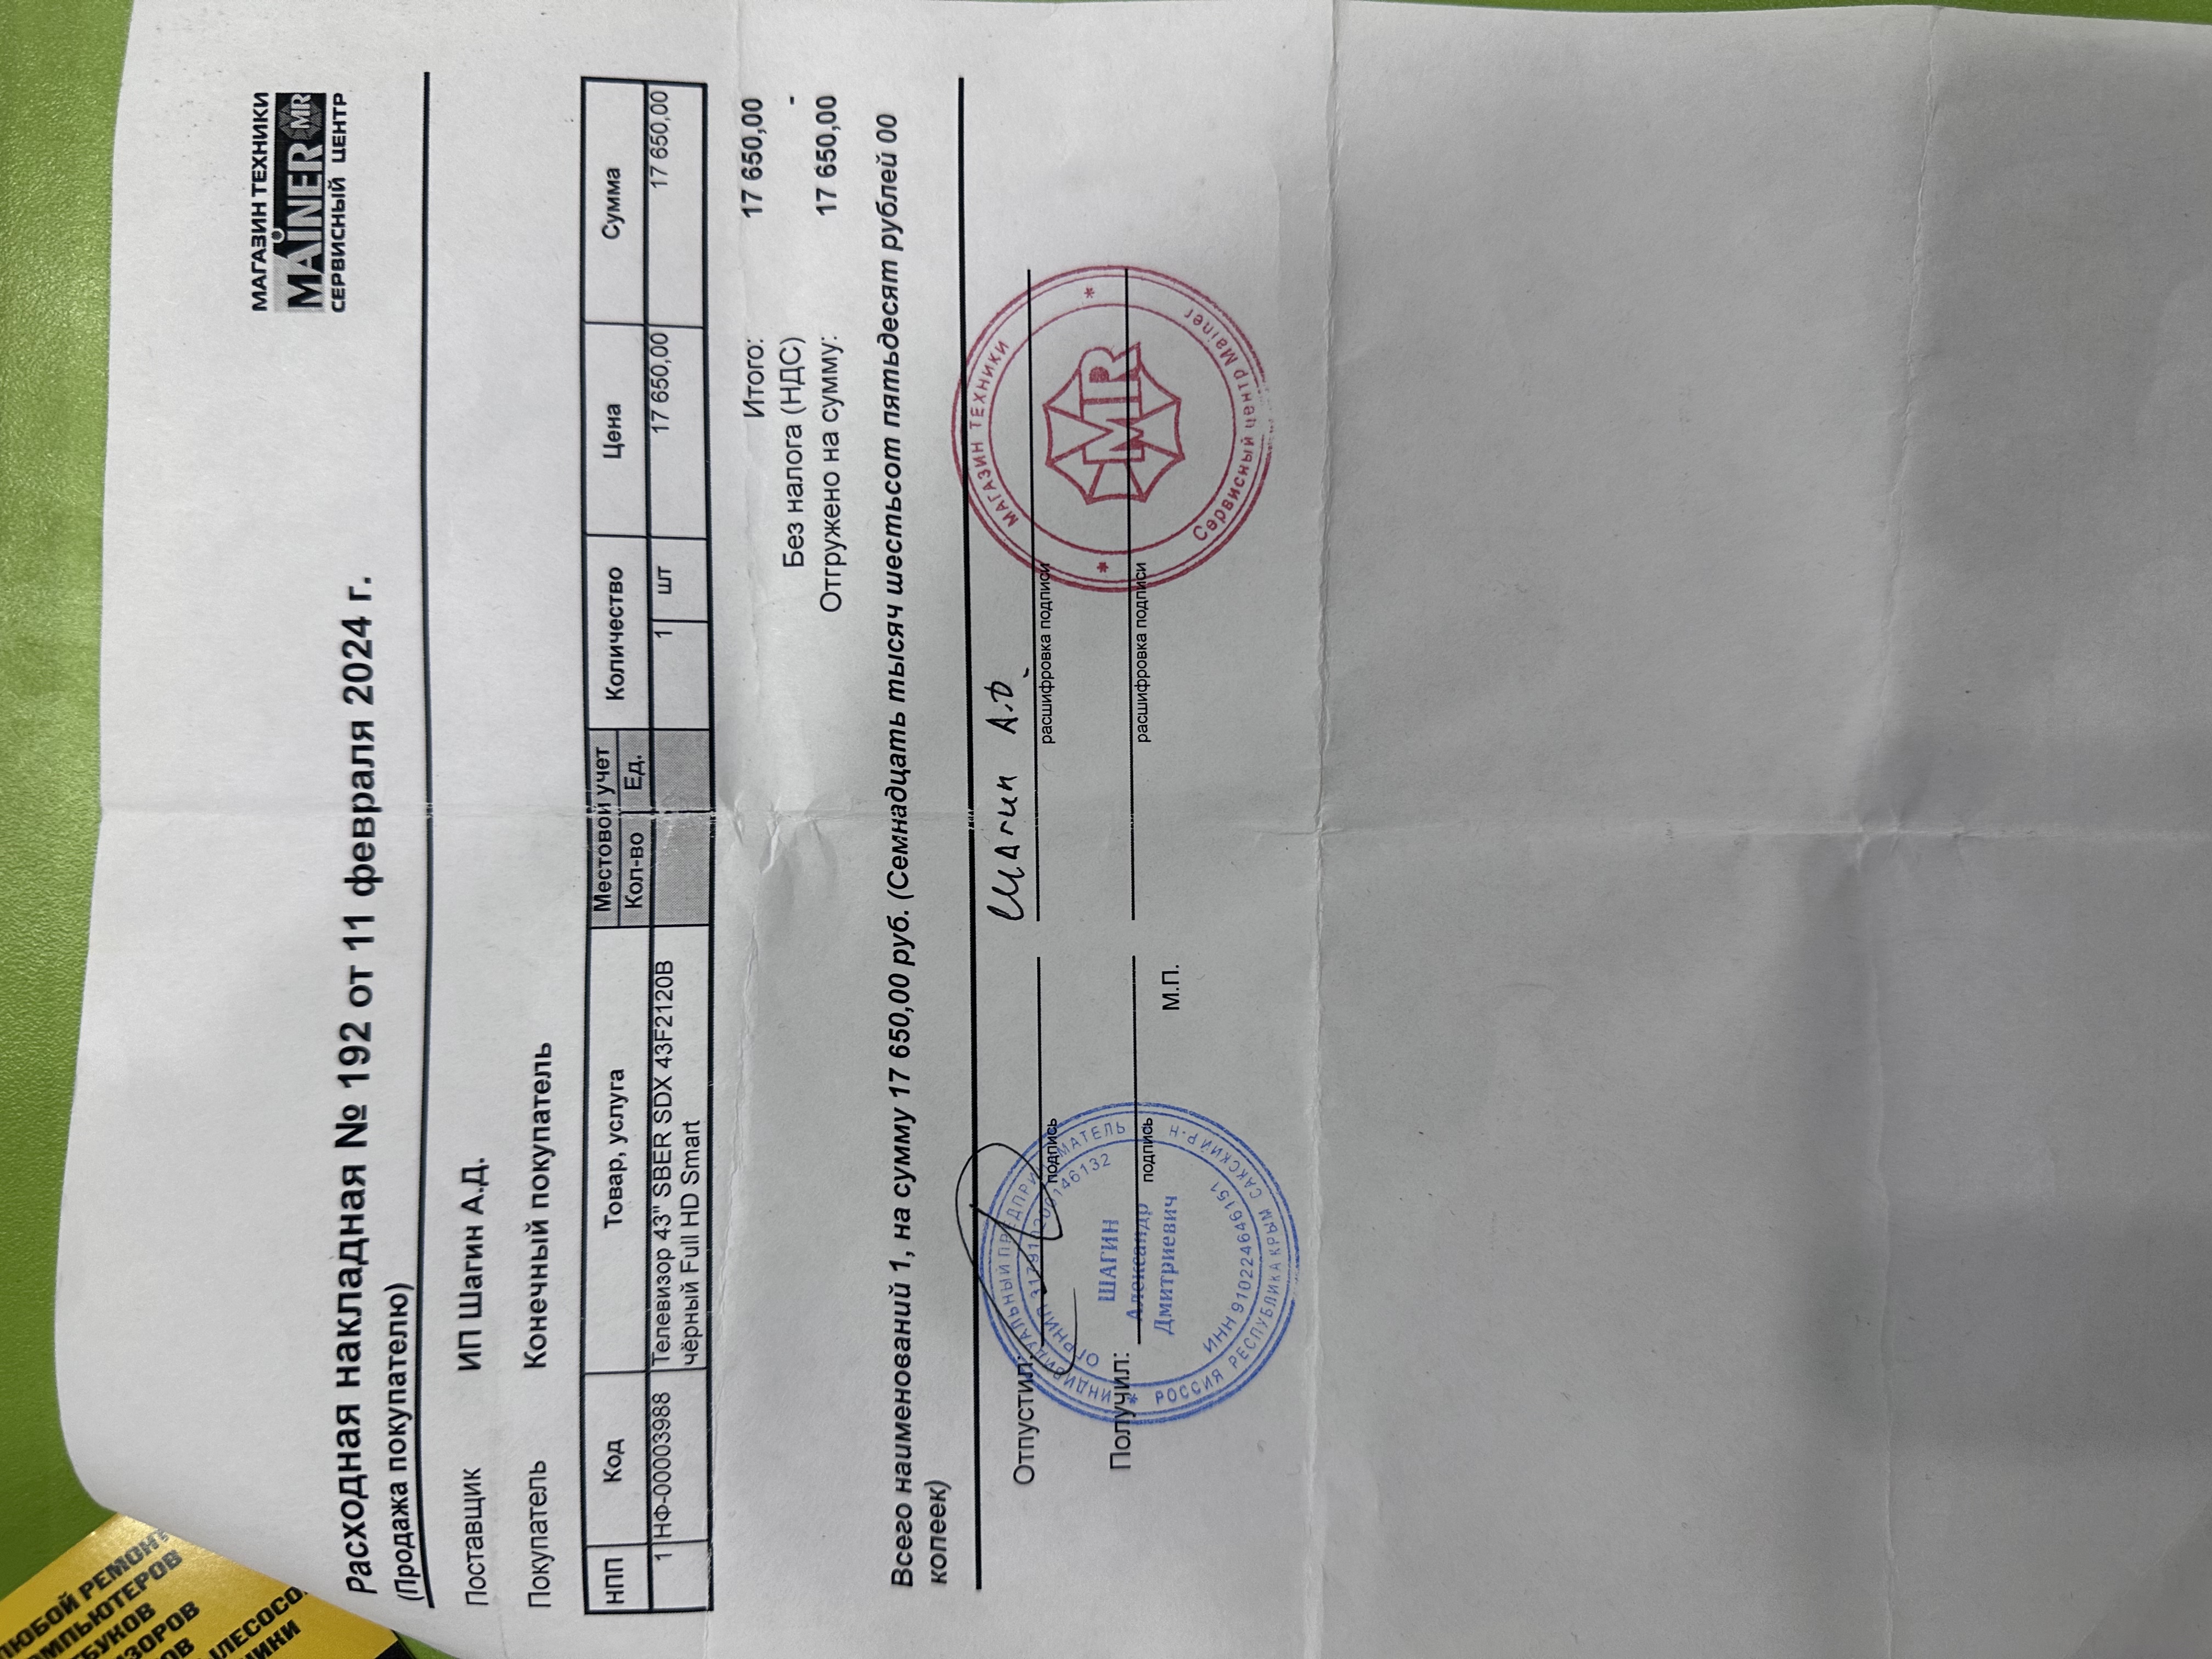 МАГАЗИН ТЕХНИКИ
MAINER MR
СЕРВИСНЫЙ ЦЕНТР
Расходная накладная № 192 от 11 февраля 2024 г.
(Продажа покупателю)
Поставщик ИП Шагин А.Д.
Покупатель Конечный покупатель
НПП Код Товар, услуга Местовой учет Количество Цена Сумма
Кол-во Ед.
1 НФ-00003988 Телевизор 43" SBER SDX 43F2120B 1 шт 17 650,00 17 650,00
чёрный Full HD Smart
Итого: 17 650,00
Без налога (НДС) -
Отгружено на сумму: 17 650,00
Всего наименований 1, на сумму 17 650,00 руб. (Семнадцать тысяч шестьсот пятьдесят рублей 00
копеек)
Отпустил: Шагин А.Д.
подпись расшифровка подписи
Получил:
подпись расшифровка подписи
М.П.
ИНДИВИДУАЛЬНЫЙ ПРЕДПРИНИМАТЕЛЬ
ОГРНИП
ШАГИН
Александр
Дмитриевич
ИНН 910224646151
РОССИЯ РЕСПУБЛИКА КРЫМ САКСКИЙ Р-Н
МАГАЗИН ТЕХНИКИ
MR
Сервисный центр Mainer
ЛЮБОЙ РЕМОНТ
КОМПЬЮТЕРОВ